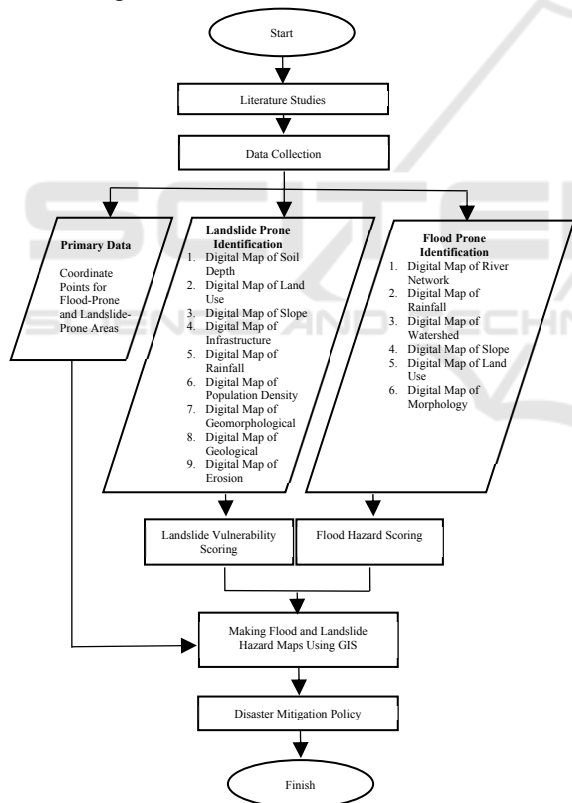 Start
Literature Studies
Data Collection
Primary Data
Coordinate
Points for
Flood-Prone
and Landslide-
Prone Areas
Landslide Prone
Identification
1. Digital Map of Soil
Depth
2. Digital Map of Land
Use
3. Digital Map of Slope
4. Digital Map of
Infrastructure
5. Digital Map of
Rainfall
6. Digital Map of
Population Density
7. Digital Map of
Geomorphological
8. Digital Map of
Geological
9. Digital Map of
Erosion
Flood Prone
Identification
1. Digital Map of River
Network
2. Digital Map of
Rainfall
3. Digital Map of
Watershed
4. Digital Map of Slope
5. Digital Map of Land
Use
6. Digital Map of
Morphology
Landslide Vulnerability
Scoring
Flood Hazard Scoring
Making Flood and Landslide
Hazard Maps Using GIS
Disaster Mitigation Policy
Finish